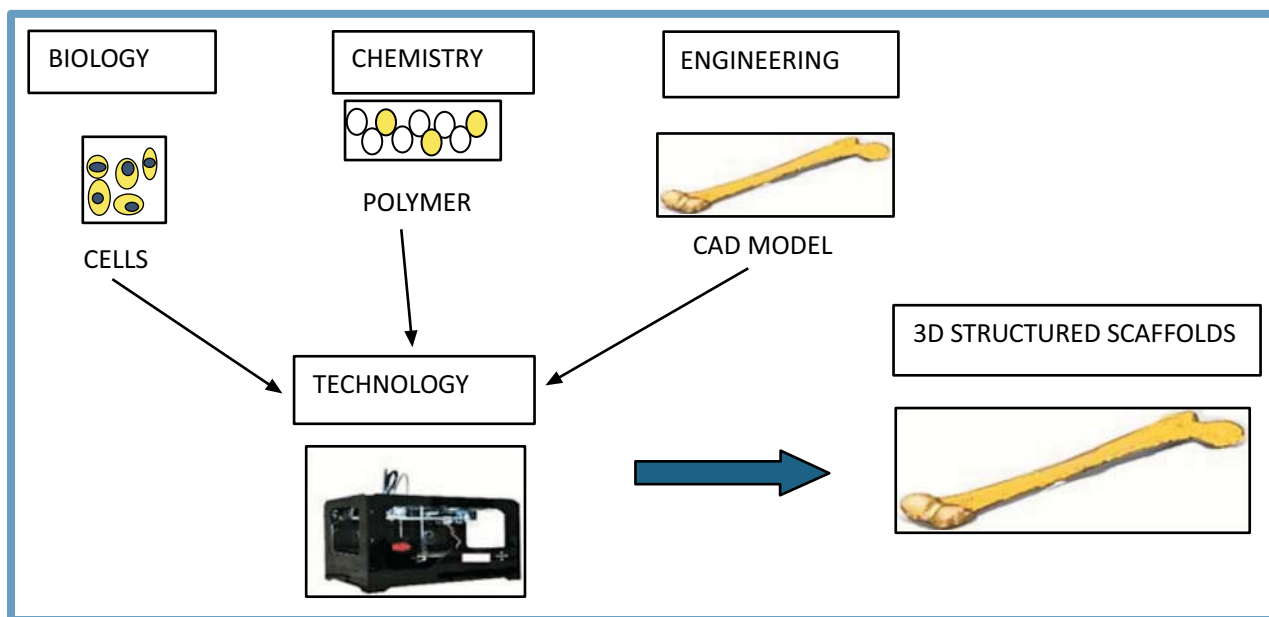 BIOLOGY
CHEMISTRY
ENGINEERING
CELLS
POLYMER
CAD MODEL
TECHNOLOGY
3D STRUCTURED SCAFFOLDS